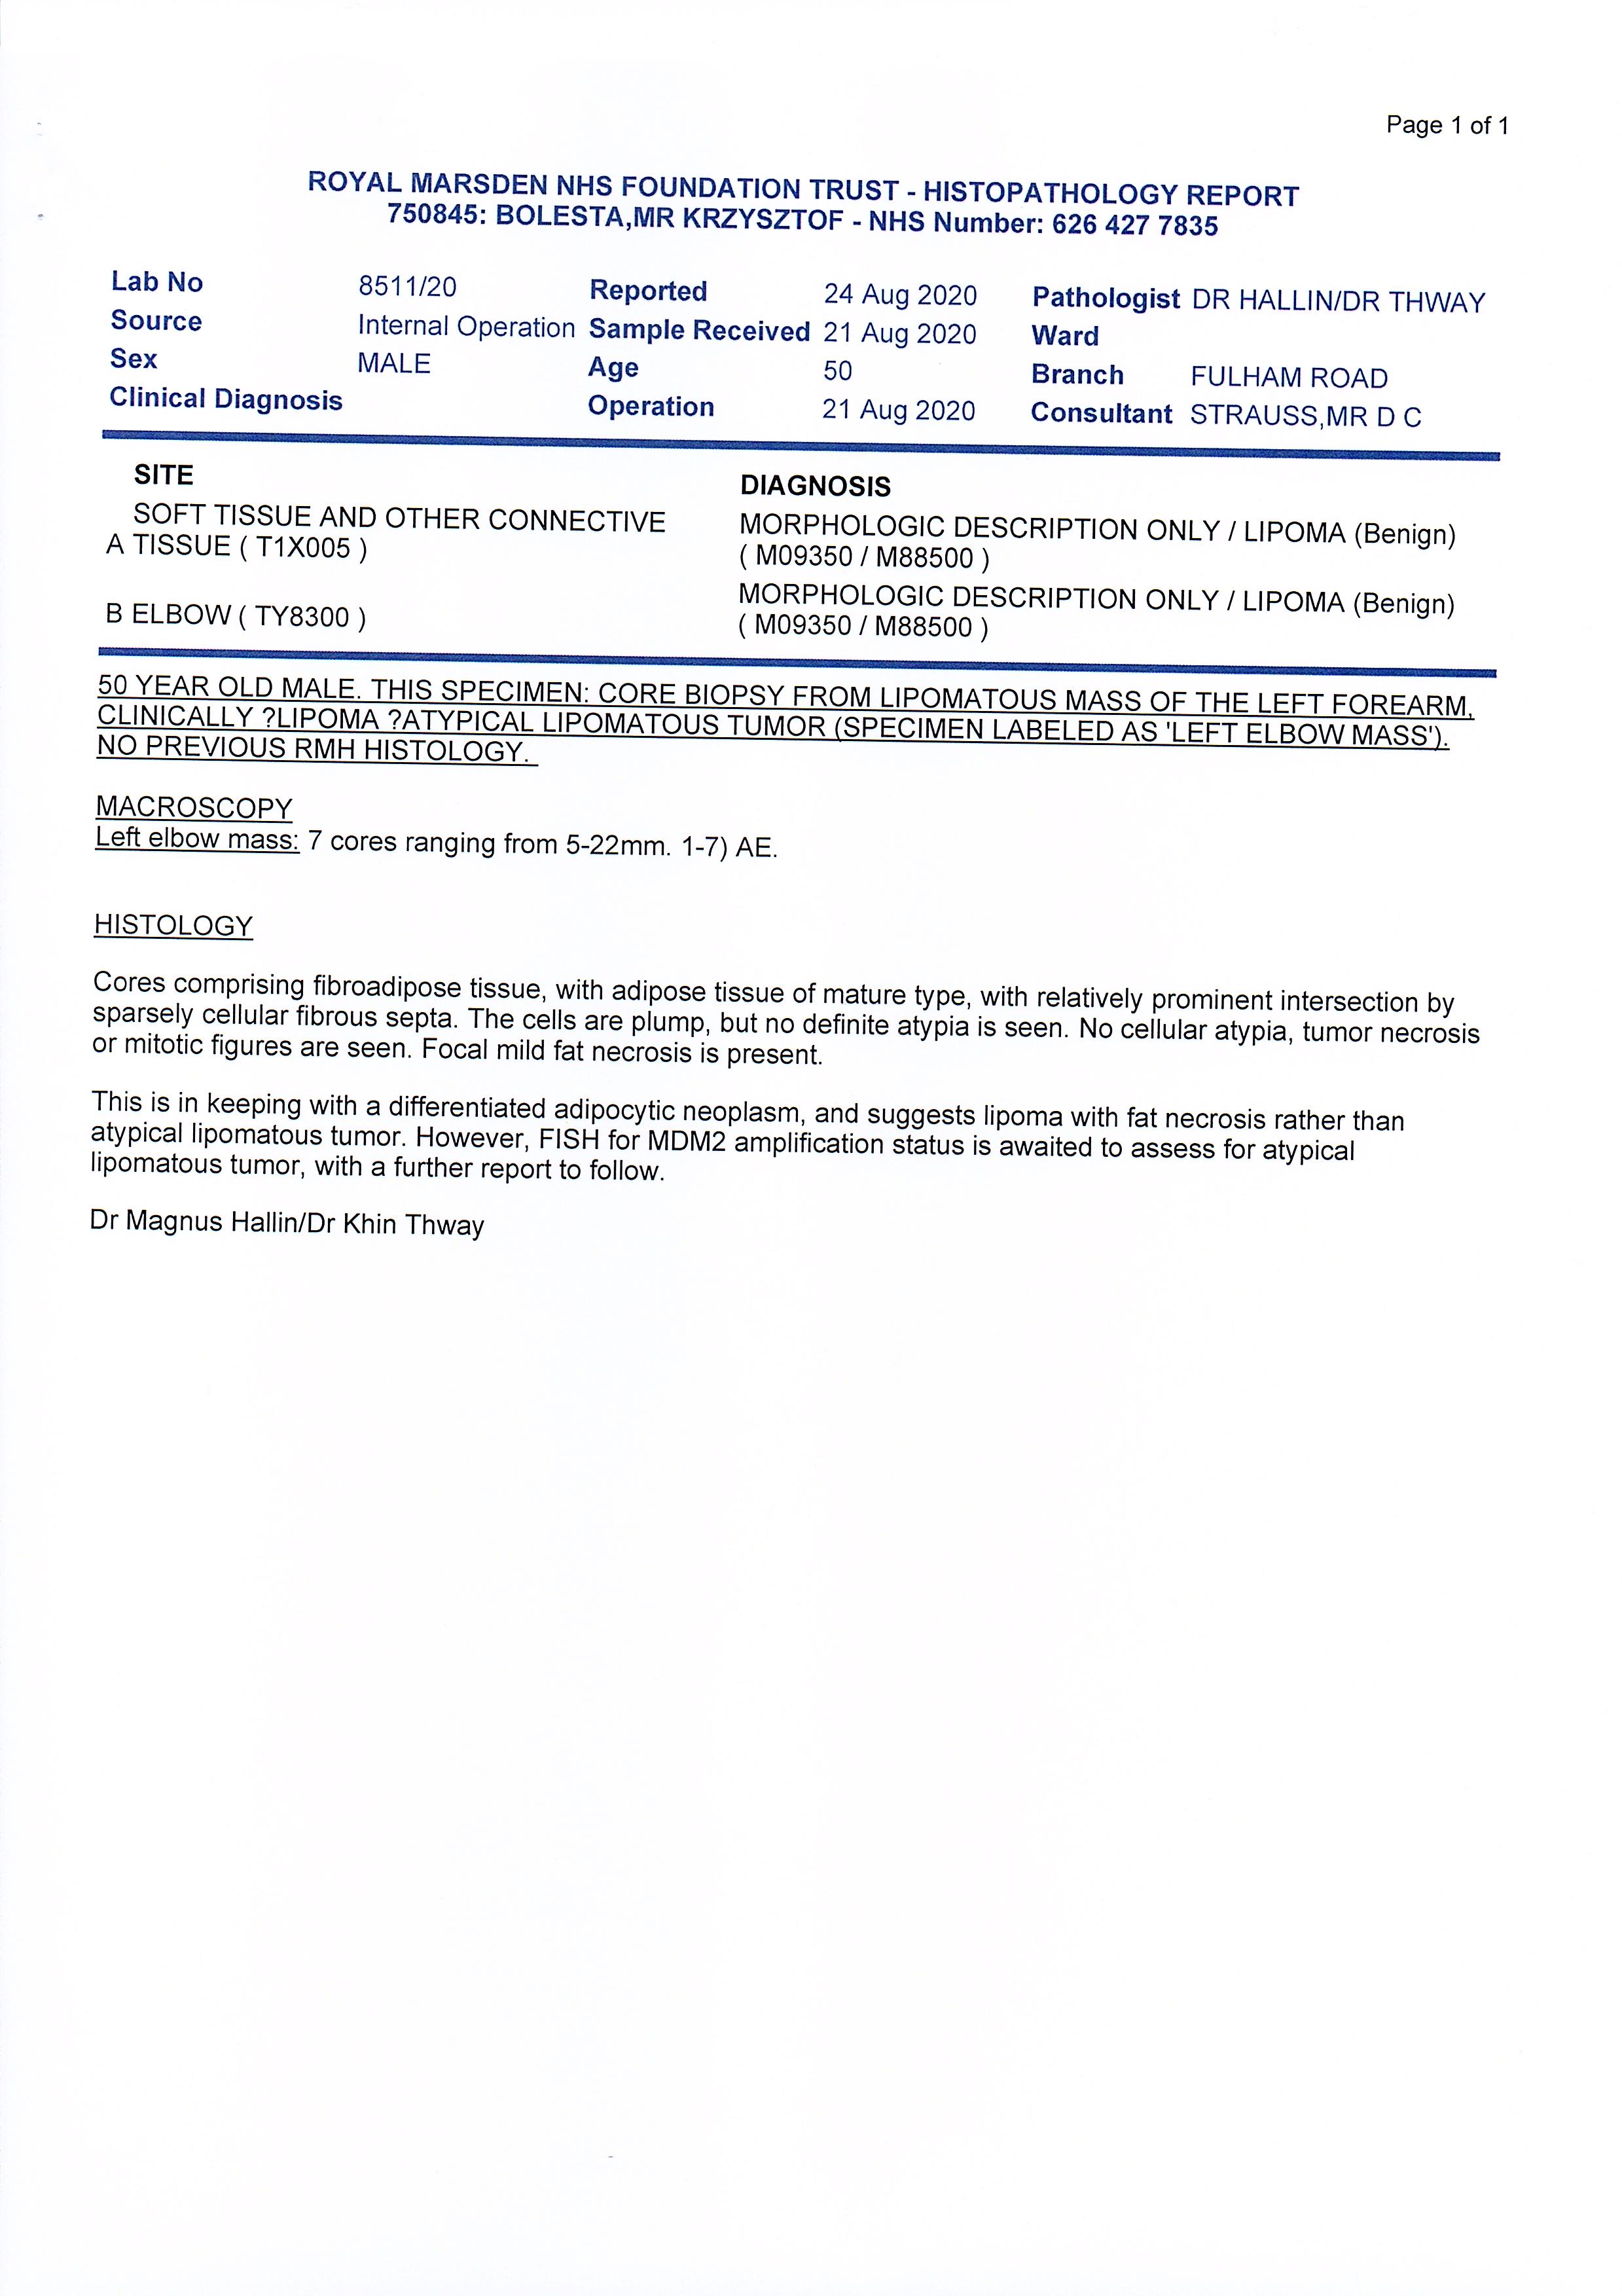 Page 1 of 1
ROYAL MARSDEN NHS FOUNDATION TRUST - HISTOPATHOLOGY REPORT
750845: BOLESTA,MR KRZYSZTOF - NHS Number: 626 427 7835
Lab No 8511/20 Reported 24 Aug 2020 Pathologist DR HALLIN/DR THWAY
Source Internal Operation Sample Received 21 Aug 2020 Ward
Sex MALE Age 50 Branch FULHAM ROAD
Clinical Diagnosis Operation 21 Aug 2020 Consultant STRAUSS,MR D C
SITE DIAGNOSIS
SOFT TISSUE AND OTHER CONNECTIVE MORPHOLOGIC DESCRIPTION ONLY / LIPOMA (Benign)
A TISSUE ( T1X005 ) ( M09350 / M88500 )
MORPHOLOGIC DESCRIPTION ONLY / LIPOMA (Benign)
B ELBOW ( TY8300 ) ( M09350 / M88500 )
50 YEAR OLD MALE. THIS SPECIMEN: CORE BIOPSY FROM LIPOMATOUS MASS OF THE LEFT FOREARM,
CLINICALLY ?LIPOMA ?ATYPICAL LIPOMATOUS TUMOR (SPECIMEN LABELED AS 'LEFT ELBOW MASS').
NO PREVIOUS RMH HISTOLOGY.
MACROSCOPY
Left elbow mass: 7 cores ranging from 5-22mm. 1-7) AE.
HISTOLOGY
Cores comprising fibroadipose tissue, with adipose tissue of mature type, with relatively prominent intersection by
sparsely cellular fibrous septa. The cells are plump, but no definite atypia is seen. No cellular atypia, tumor necrosis
or mitotic figures are seen. Focal mild fat necrosis is present.
This is in keeping with a differentiated adipocytic neoplasm, and suggests lipoma with fat necrosis rather than
atypical lipomatous tumor. However, FISH for MDM2 amplification status is awaited to assess for atypical
lipomatous tumor, with a further report to follow.
Dr Magnus Hallin/Dr Khin Thway